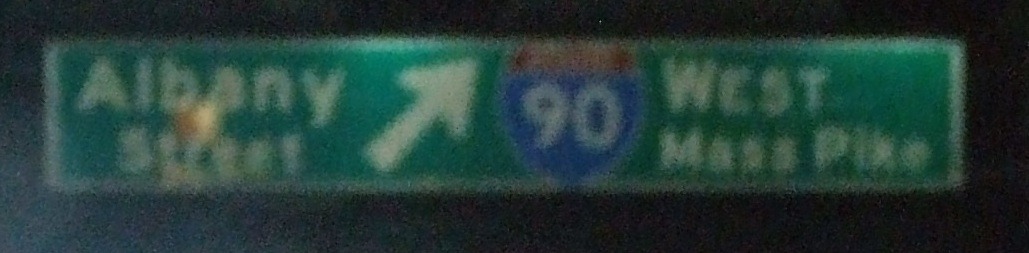 Albany
Street
90
WEST
Mass Pike